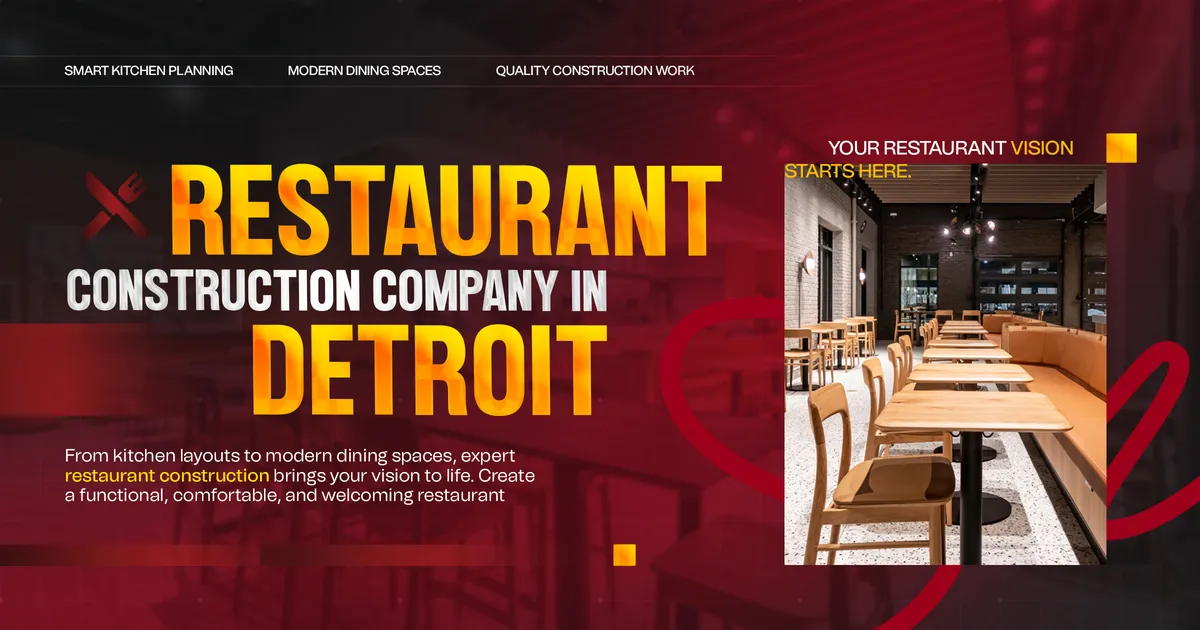 SMART KITCHEN PLANNING
MODERN DINING SPACES
QUALITY CONSTRUCTION WORK
YOUR RESTAURANT VISION
STARTS HERE.
RESTAURANT
CONSTRUCTION COMPANY IN
DETROIT
From kitchen layouts to modern dining spaces, expert
restaurant construction brings your vision to life. Create
a functional, comfortable, and welcoming restaurant